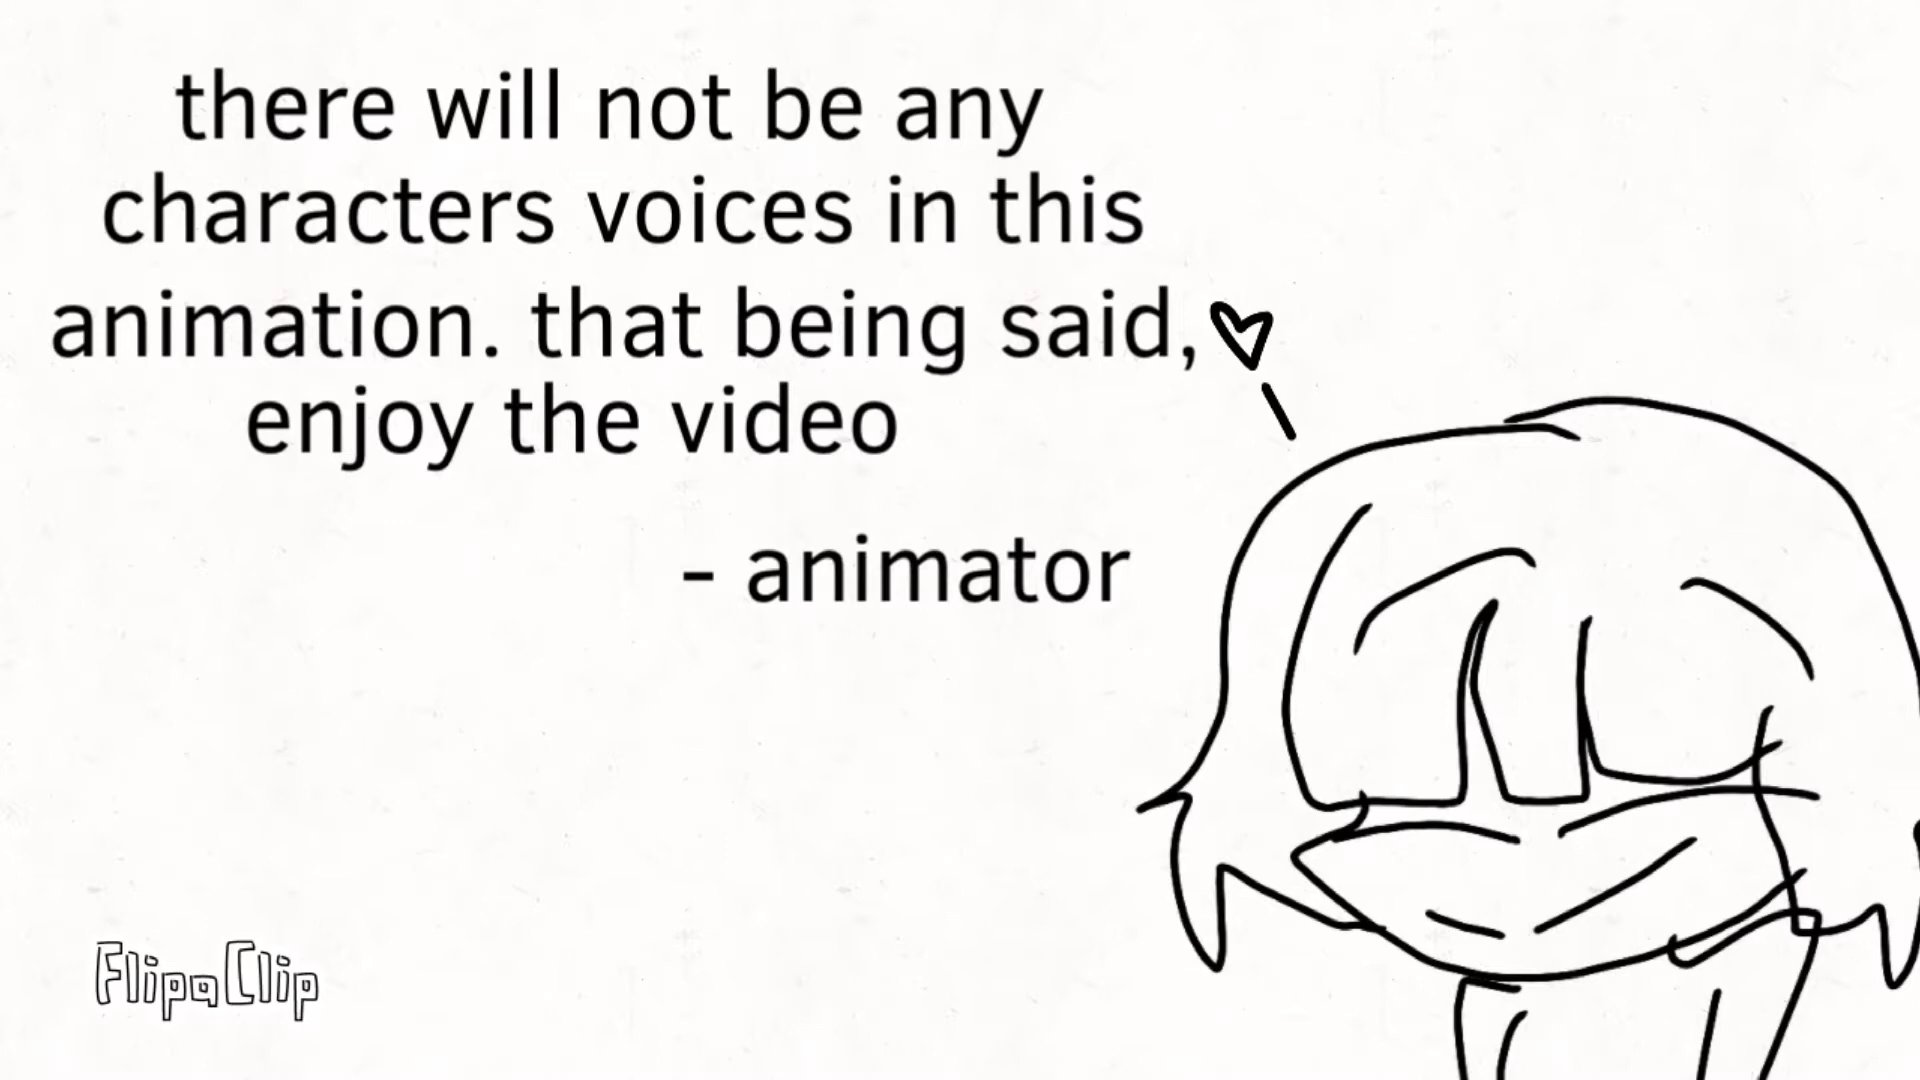 there will not be any
characters voices in this
animation. that being said,
enjoy the video
- animator
FlipaClip